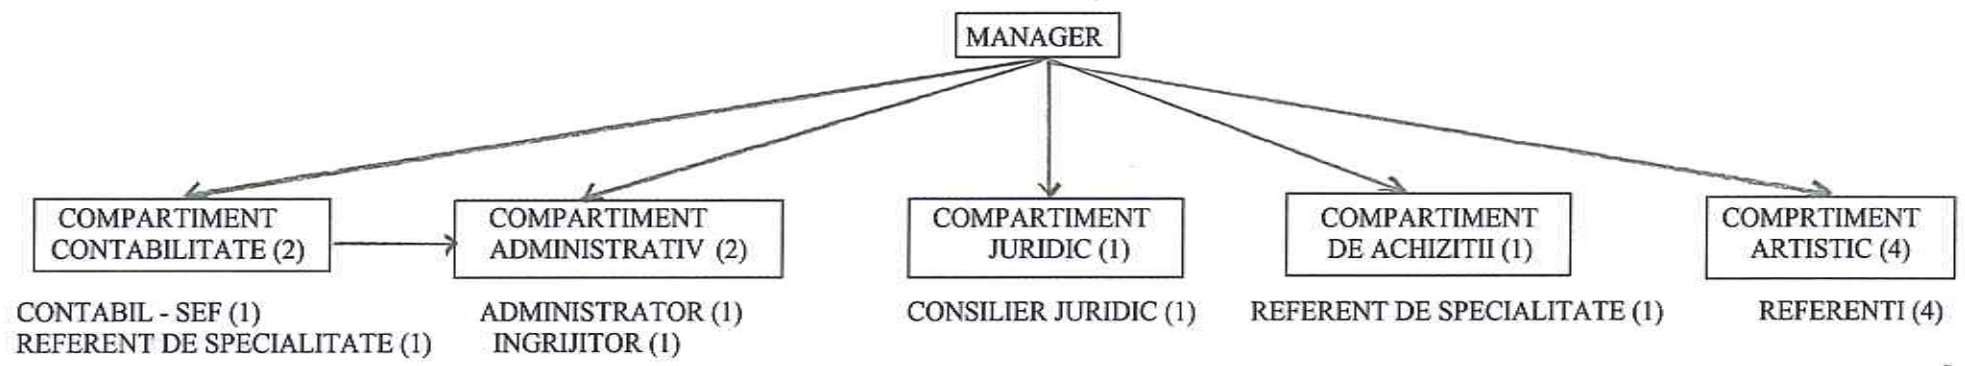 MANAGER
COMPARTIMENT
CONTABILITATE (2)
COMPARTIMENT
ADMINISTRATIV (2)
COMPARTIMENT
JURIDIC (1)
COMPARTIMENT
DE ACHIZITII (1)
COMPRTIMENT
ARTISTIC (4)
CONTABIL - SEF (1)
REFERENT DE SPECIALITATE (1)
ADMINISTRATOR (1)
INGRIJITOR (1)
CONSILIER JURIDIC (1)
REFERENT DE SPECIALITATE (1)
REFERENTI (4)